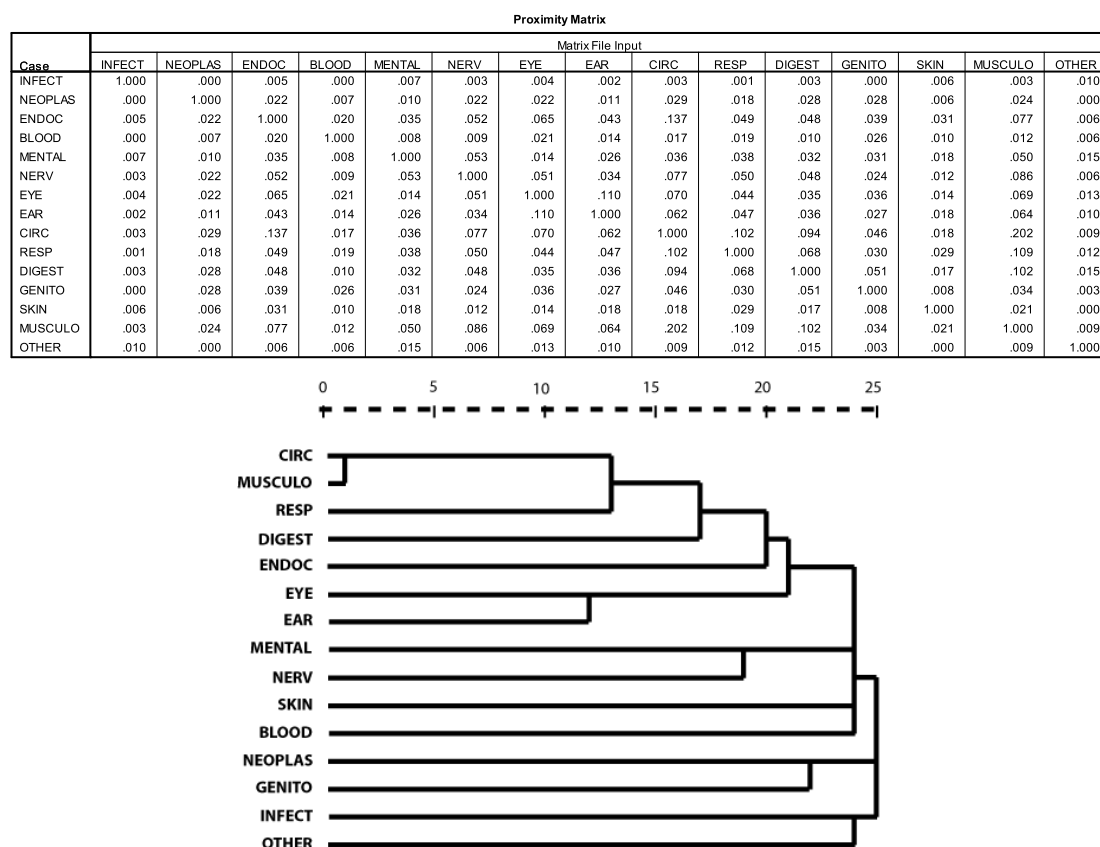 Proximity Matrix
Matrix File Input
Case INFECT NEOPLAS ENDOC BLOOD MENTAL NERV EYE EAR CIRC RESP DIGEST GENITO SKIN MUSCULO OTHER
INFECT 1.000 .000 .005 .000 .007 .003 .004 .002 .003 .001 .003 .000 .006 .003 .010
NEOPLAS .000 1.000 .022 .007 .010 .022 .022 .011 .029 .018 .028 .028 .006 .024 .000
ENDOC .005 .022 1.000 .020 .035 .052 .065 .043 .137 .049 .048 .039 .031 .077 .006
BLOOD .000 .007 .020 1.000 .008 .009 .021 .014 .017 .019 .010 .026 .010 .012 .006
MENTAL .007 .010 .035 .008 1.000 .053 .014 .026 .036 .038 .032 .031 .018 .050 .015
NERV .003 .022 .052 .009 .053 1.000 .051 .034 .077 .050 .048 .024 .012 .086 .006
EYE .004 .022 .065 .021 .014 .051 1.000 .110 .070 .044 .035 .036 .014 .069 .013
EAR .002 .011 .043 .014 .026 .034 .110 1.000 .062 .047 .036 .027 .018 .064 .010
CIRC .003 .029 .137 .017 .036 .077 .070 .062 1.000 .102 .094 .046 .018 .202 .009
RESP .001 .018 .049 .019 .038 .050 .044 .047 .102 1.000 .068 .030 .029 .109 .012
DIGEST .003 .028 .048 .010 .032 .048 .035 .036 .094 .068 1.000 .051 .017 .102 .015
GENITO .000 .028 .039 .026 .031 .024 .036 .027 .046 .030 .051 1.000 .008 .034 .003
SKIN .006 .006 .031 .010 .018 .012 .014 .018 .018 .029 .017 .008 1.000 .021 .000
MUSCULO .003 .024 .077 .012 .050 .086 .069 .064 .202 .109 .102 .034 .021 1.000 .009
OTHER .010 .000 .006 .006 .015 .006 .013 .010 .009 .012 .015 .003 .000 .009 1.000
0 5 10 15 20 25
CIRC
MUSCULO
RESP
DIGEST
ENDOC
EYE
EAR
MENTAL
NERV
SKIN
BLOOD
NEOPLAS
GENITO
INFECT
OTHER